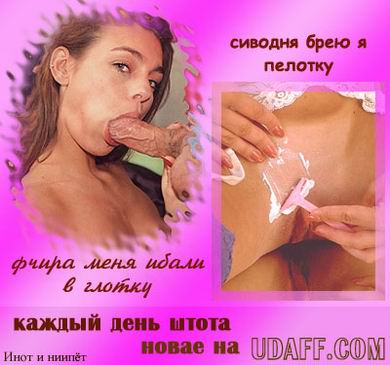 сиводня брею я
пелотку
фчира меня ибали
в глотку
каждый день штота
новае на UDAFF.COM
Инот и ниипёт